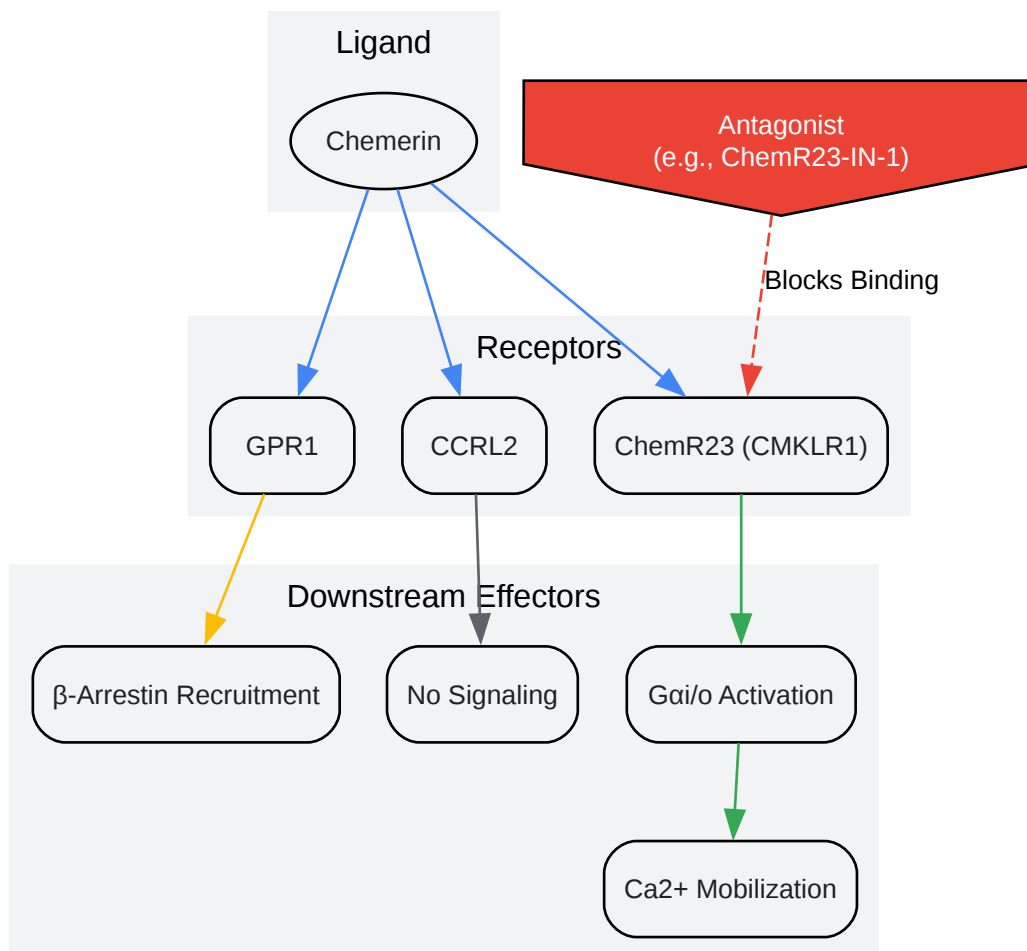 Ligand
Chemerin
Antagonist
(e.g., ChemR23-IN-1)
Blocks Binding
Receptors
GPR1
CCRL2
ChemR23 (CMKLR1)
Downstream Effectors
β-Arrestin Recruitment
No Signaling
Gαi/o Activation
Ca2+ Mobilization